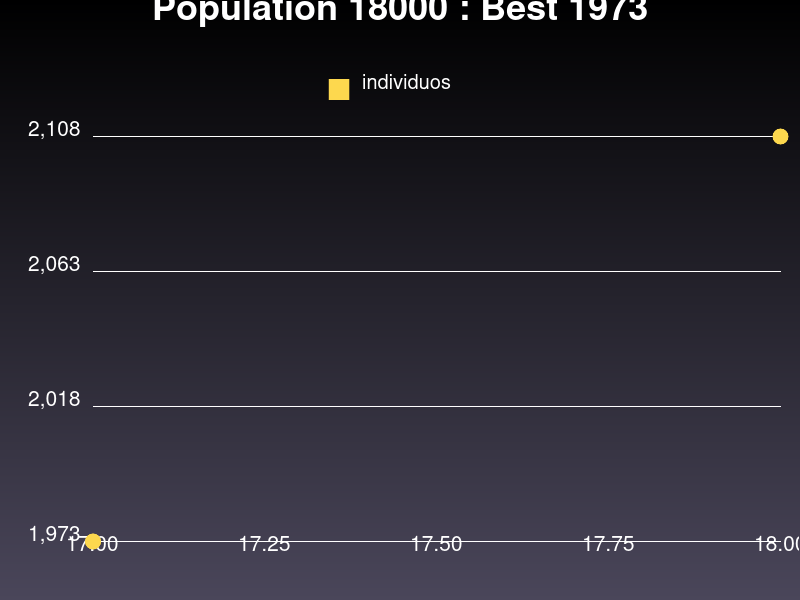 Population 18000 : Best 1973
individuos
2,108
2,063
2,018
1,973
17.00 17.25 17.50 17.75 18.00